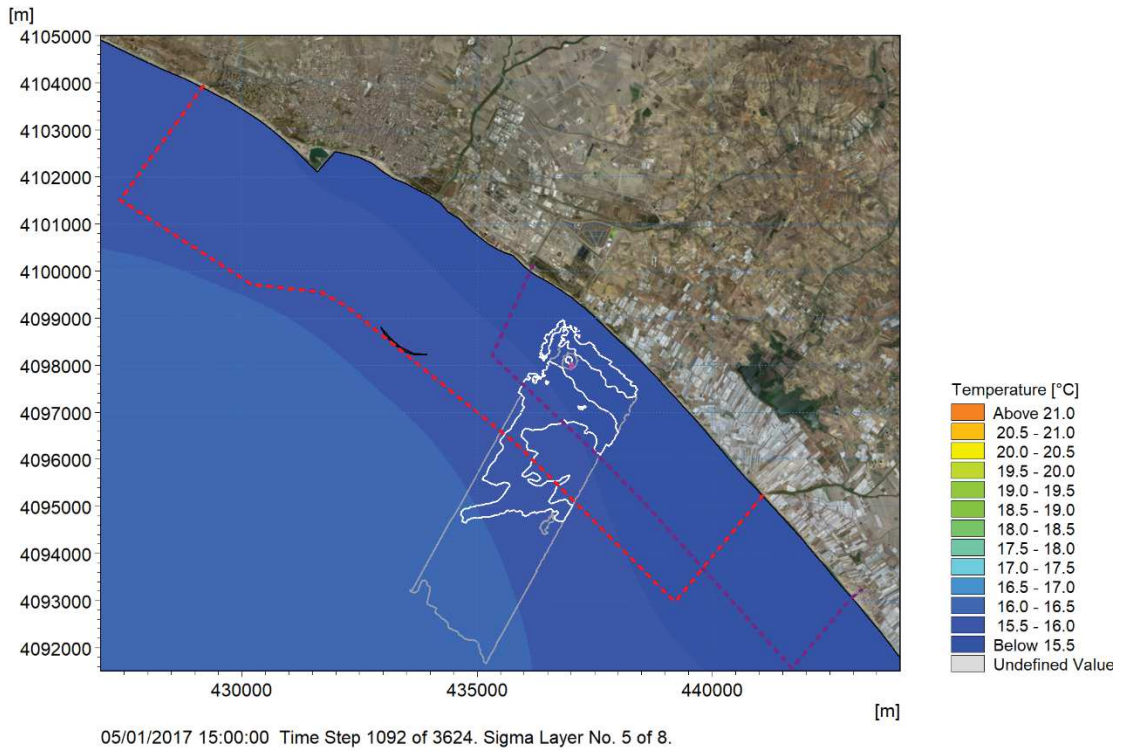 [m]
4105000
4104000
4103000
4102000
4101000
4100000
4099000
4098000
4097000
4096000
4095000
4094000
4093000
4092000
430000
435000
440000
[m]
Temperature [°C]
Above 21.0
20.5 - 21.0
20.0 - 20.5
19.5 - 20.0
19.0 - 19.5
18.5 - 19.0
18.0 - 18.5
17.5 - 18.0
17.0 - 17.5
16.5 - 17.0
16.0 - 16.5
15.5 - 16.0
Below 15.5
Undefined Value
05/01/2017 15:00:00 Time Step 1092 of 3624. Sigma Layer No. 5 of 8.